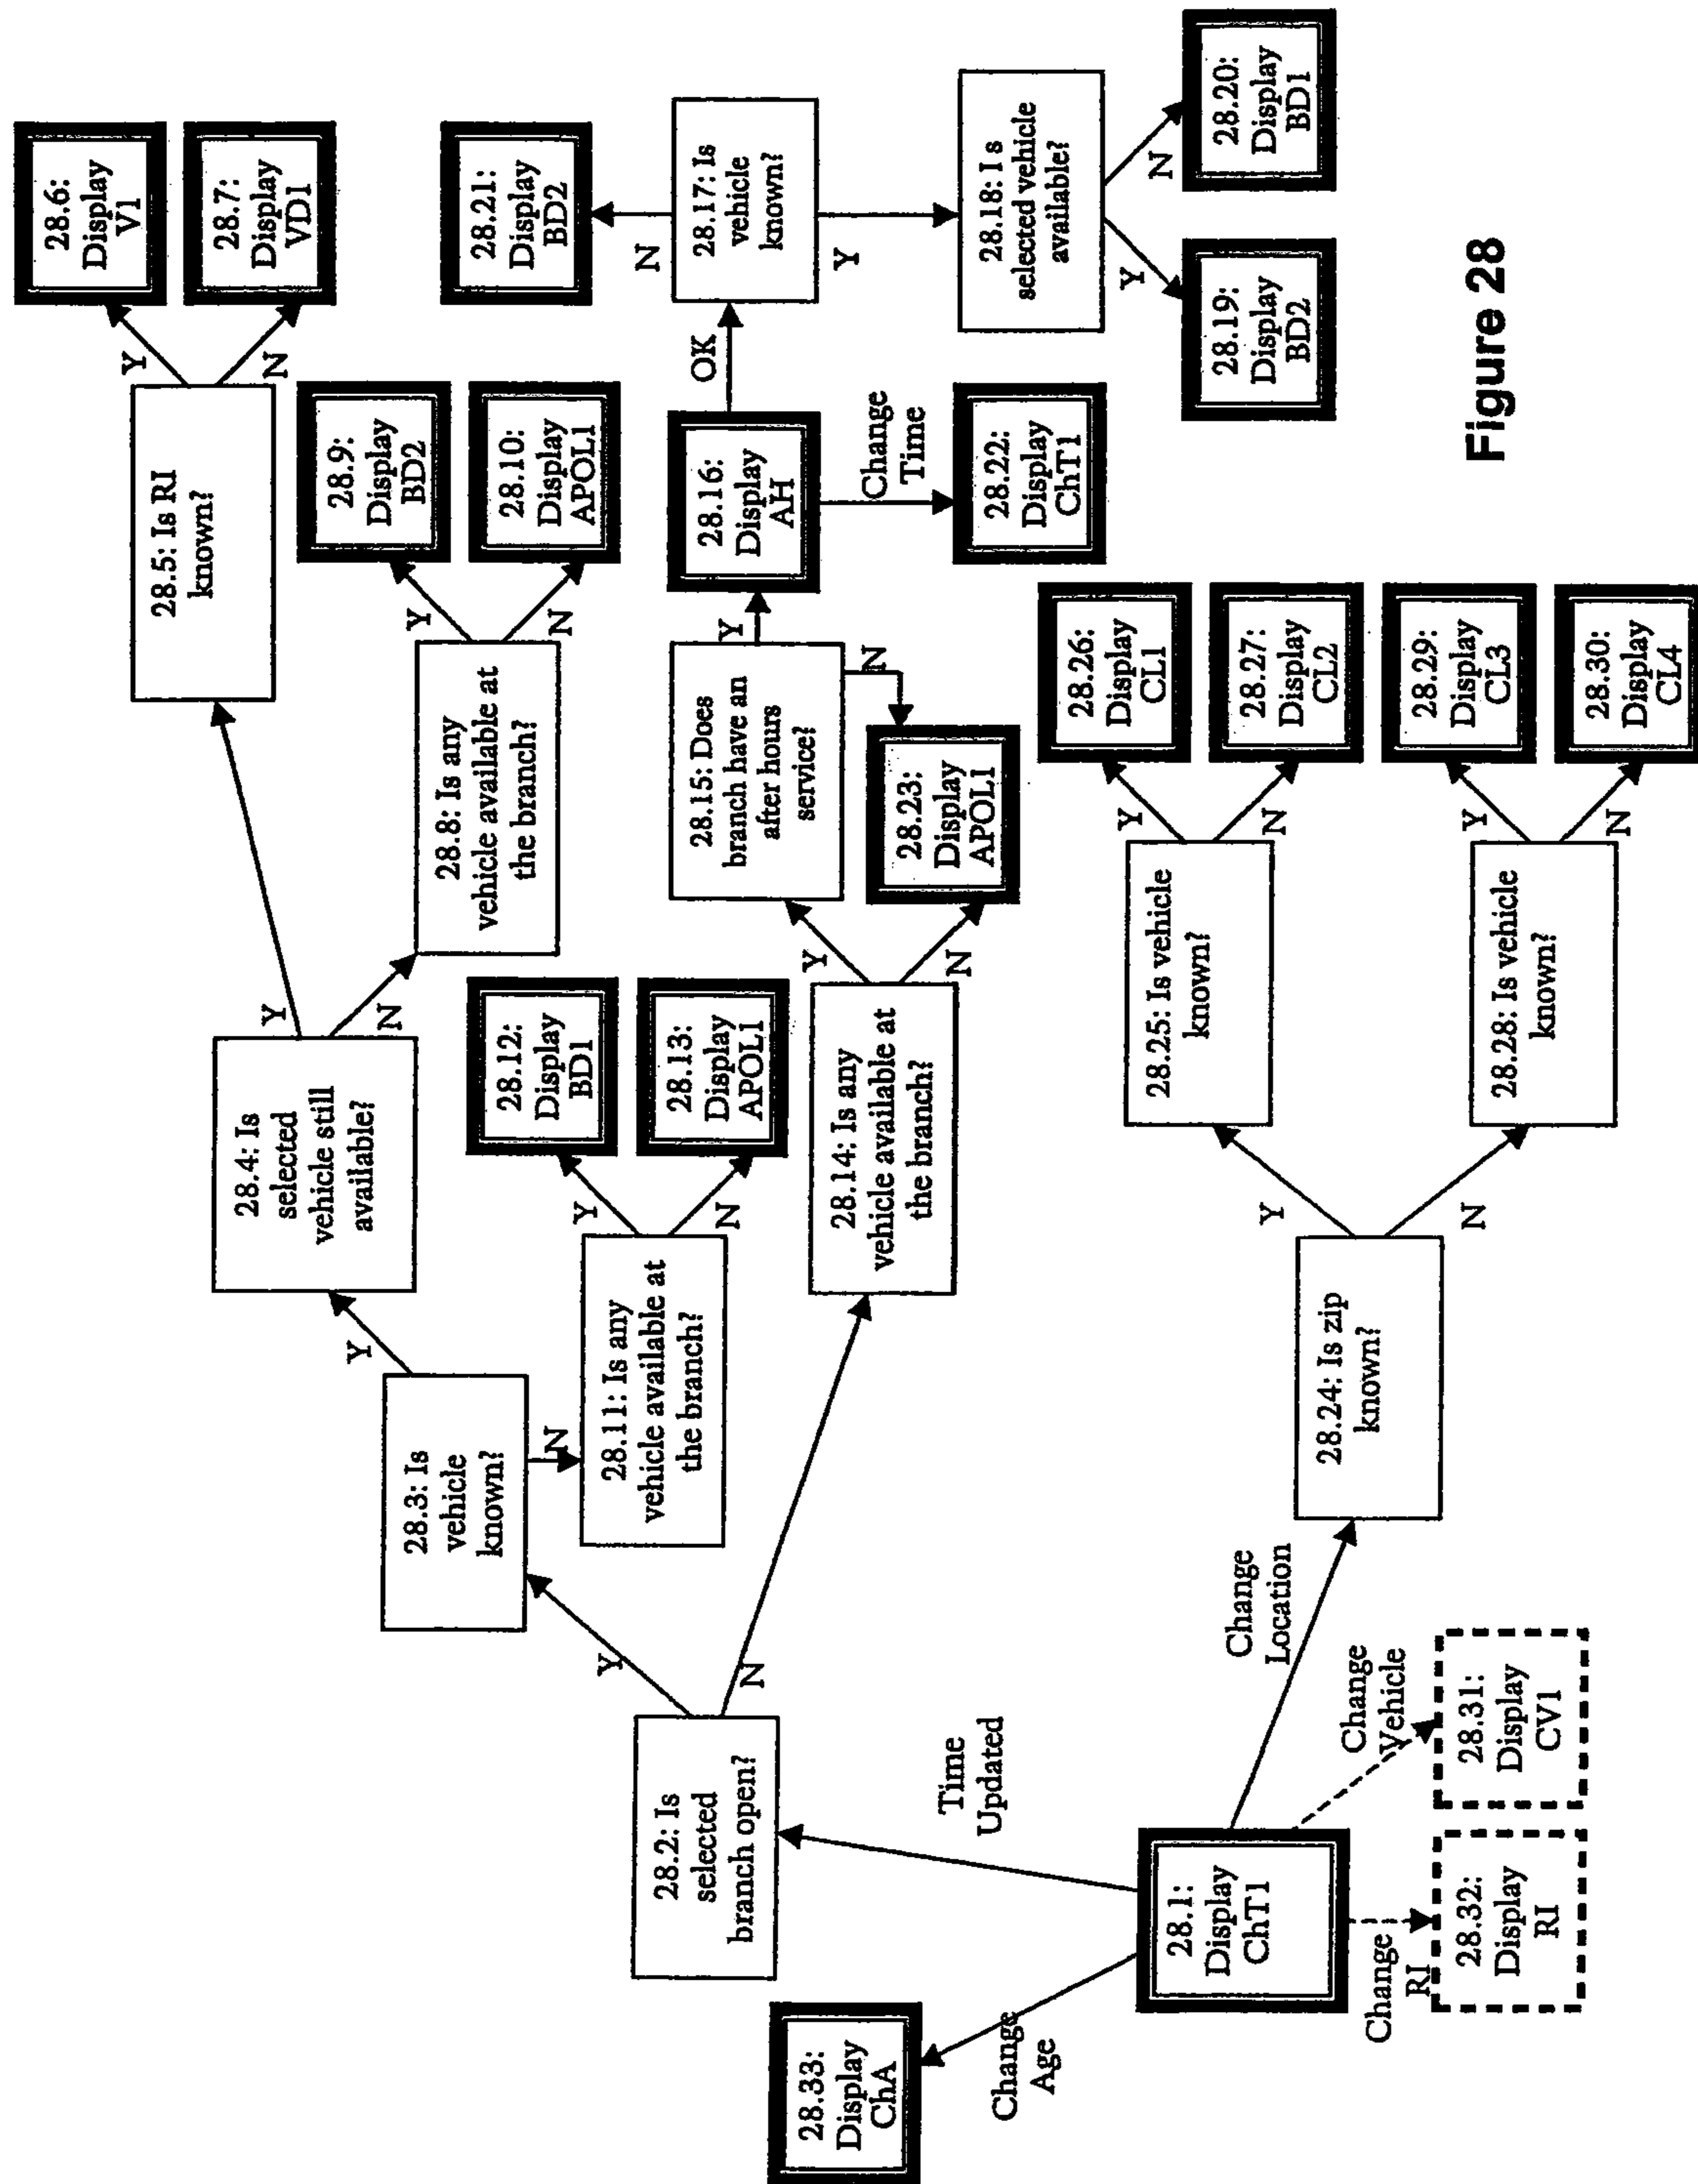 28.33:
Display
ChA
Change
Age
28.1:
Display
ChT1
Change
RI
28.32:
Display
RI
Change
Vehicle
28.31:
Display
CV1
Time
Updated
Change
Location
28.2: Is
selected
branch open?
Y
N
28.3: Is
vehicle
known?
Y
N
28.4: Is
selected
vehicle still
available?
Y
N
28.5: Is RI
known?
Y
N
28.6:
Display
V1
28.7:
Display
VD1
28.8: Is any
vehicle available at
the branch?
Y
N
28.9:
Display
BD2
28.10:
Display
APOL1
28.11: Is any
vehicle available at
the branch?
Y
N
28.12:
Display
BD1
28.13:
Display
APOL1
28.14: Is any
vehicle available at
the branch?
Y
N
28.15: Does
branch have an
after hours
service?
Y
N
28.16:
Display
AH
OK
Change
Time
28.17: Is
vehicle
known?
N
Y
28.18: Is
selected vehicle
available?
Y
N
28.19:
Display
BD2
28.20:
Display
BD1
28.21:
Display
BD2
28.22:
Display
ChT1
28.23:
Display
APOL1
28.24: Is zip
known?
Y
N
28.25: Is vehicle
known?
Y
N
28.26:
Display
CL1
28.27:
Display
CL2
28.28: Is vehicle
known?
Y
N
28.29:
Display
CL3
28.30:
Display
CL4
Figure 28